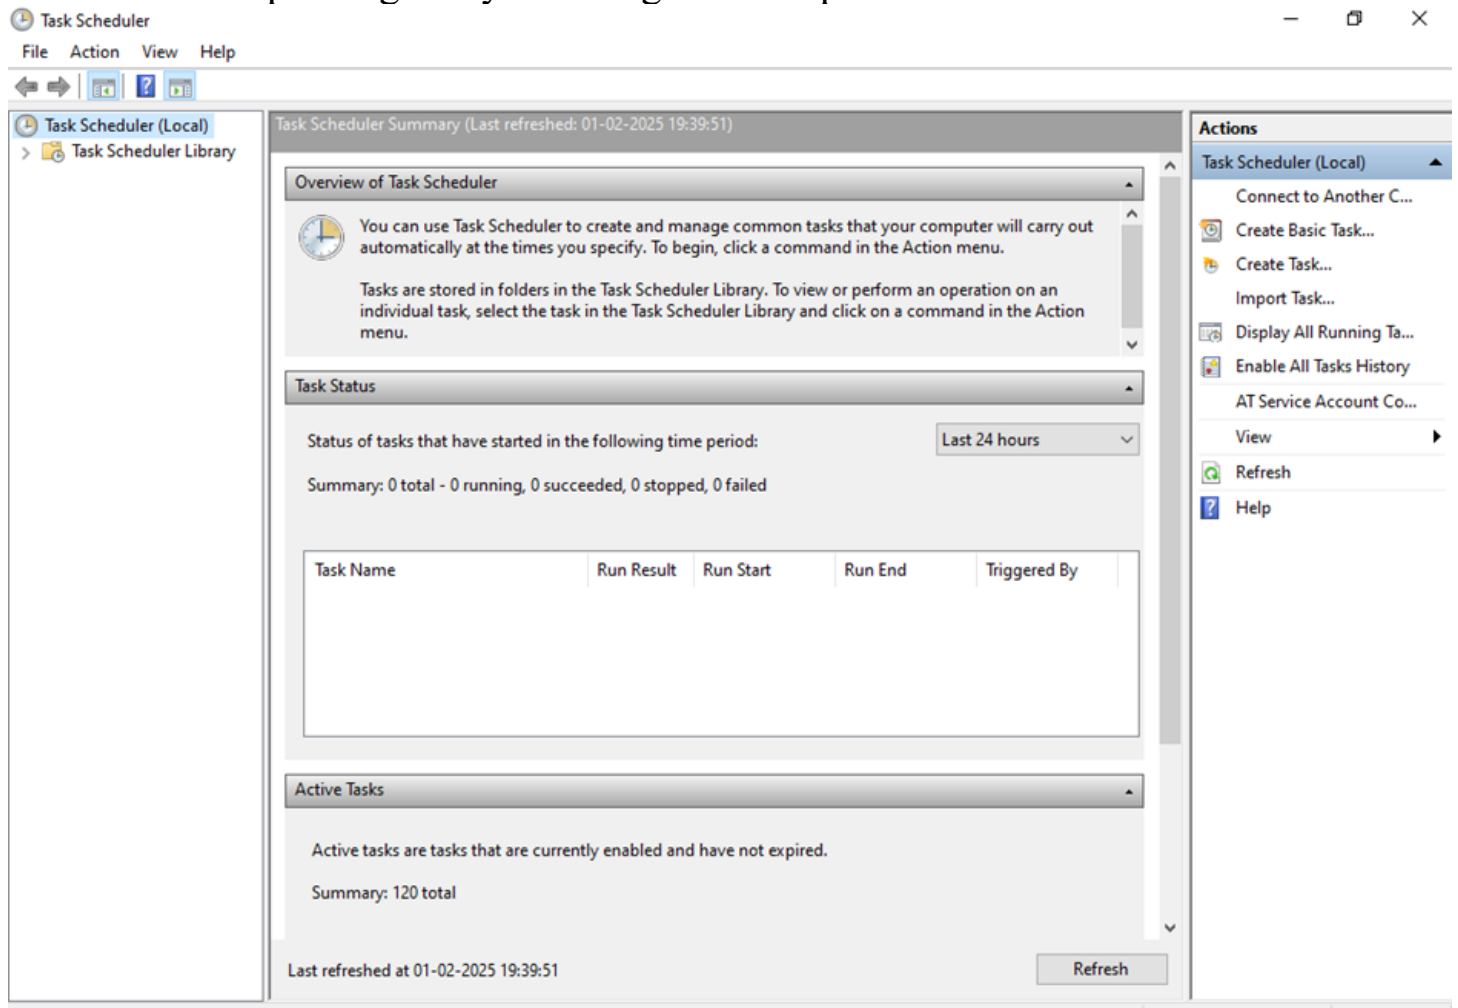 Task Scheduler
File Action View Help
Task Scheduler (Local)
Task Scheduler Library
Task Scheduler Summary (Last refreshed: 01-02-2025 19:39:51)
Overview of Task Scheduler
You can use Task Scheduler to create and manage common tasks that your computer will carry out
automatically at the times you specify. To begin, click a command in the Action menu.
Tasks are stored in folders in the Task Scheduler Library. To view or perform an operation on an
individual task, select the task in the Task Scheduler Library and click on a command in the Action
menu.
Task Status
Status of tasks that have started in the following time period:
Last 24 hours
Summary: 0 total - 0 running, 0 succeeded, 0 stopped, 0 failed
Task Name Run Result Run Start Run End Triggered By
Active Tasks
Active tasks are tasks that are currently enabled and have not expired.
Summary: 120 total
Last refreshed at 01-02-2025 19:39:51
Refresh
Actions
Task Scheduler (Local)
Connect to Another C...
Create Basic Task...
Create Task...
Import Task...
Display All Running Ta...
Enable All Tasks History
AT Service Account Co...
View
Refresh
Help